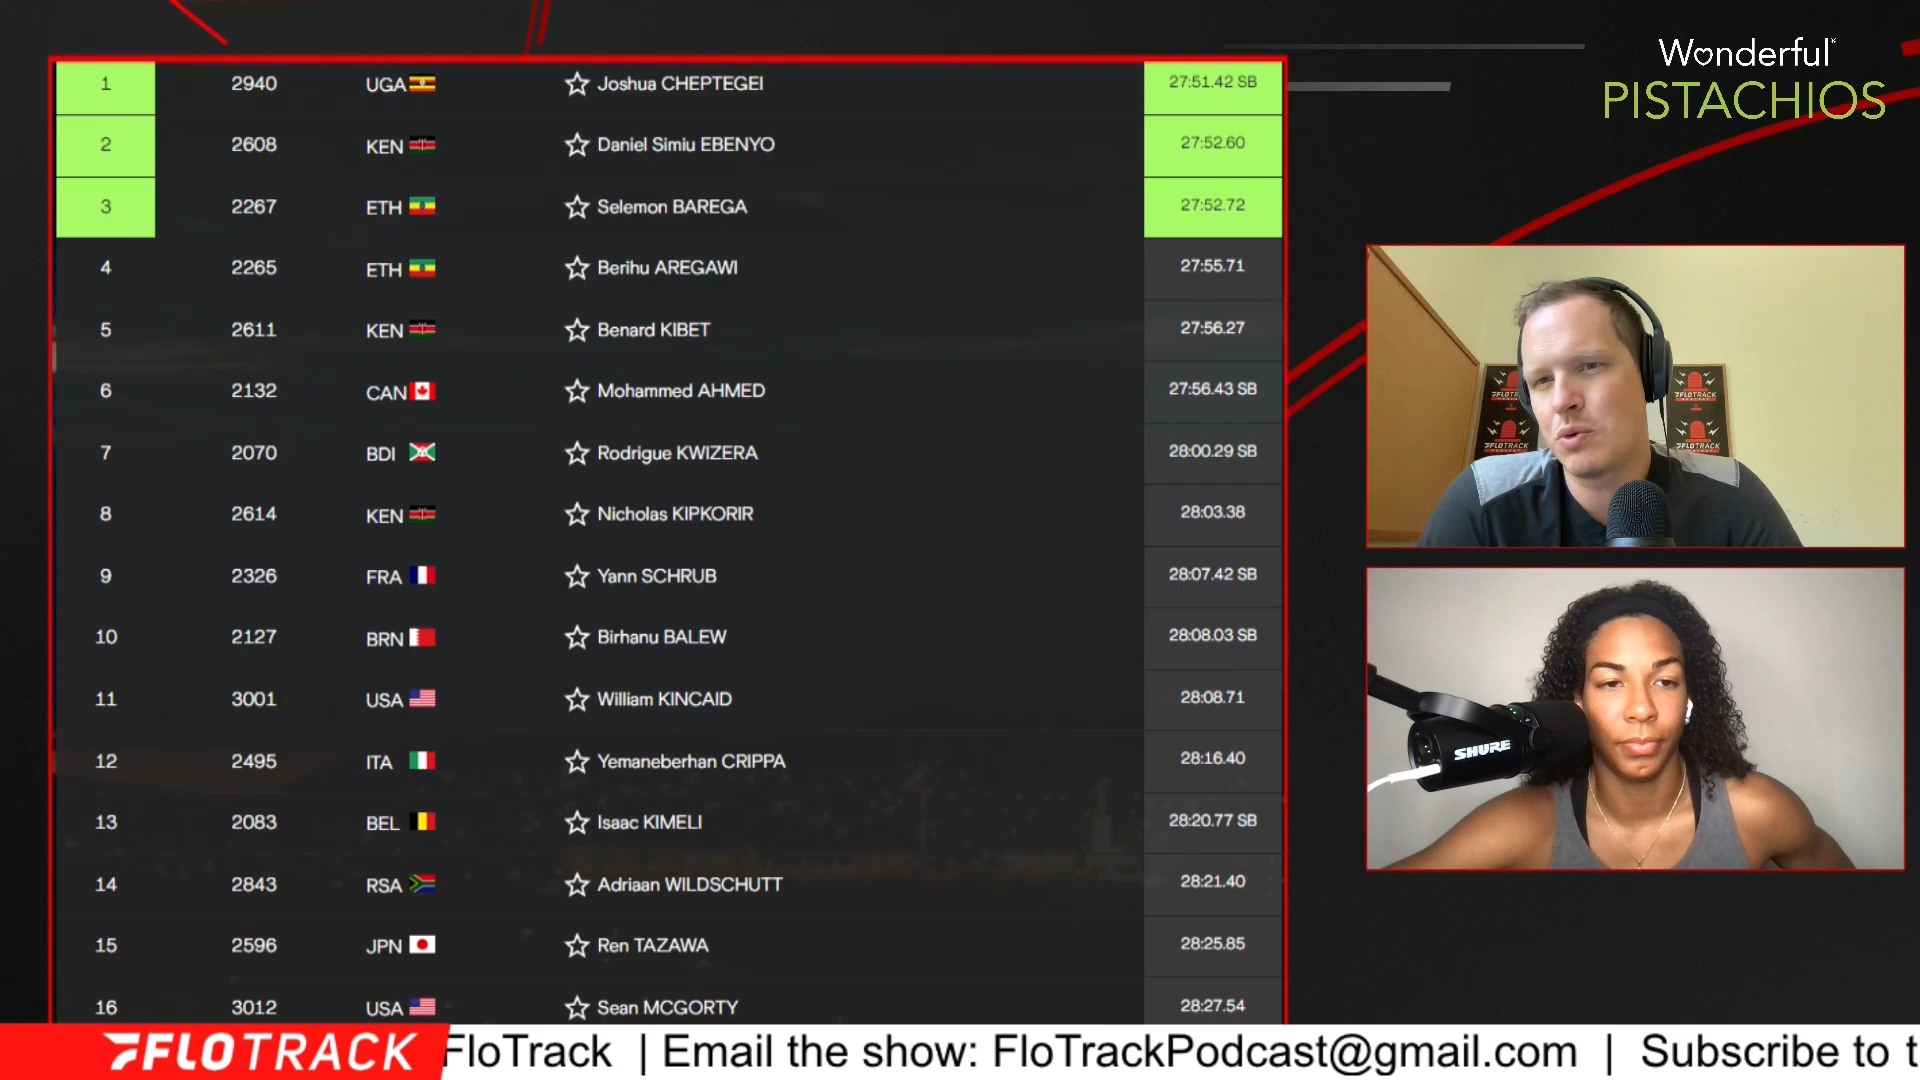 Wonderful
PISTACHIOS
1 2940 UGA Joshua CHEPTEGEI 27:51.42 SB
2 2608 KEN Daniel Simiu EBENYO 27:52.60
3 2267 ETH Selemon BAREGA 27:52.72
4 2265 ETH Berihu AREGAWI 27:55.71
5 2611 KEN Benard KIBET 27:56.27
6 2132 CAN Mohammed AHMED 27:56.43 SB
7 2070 BDI Rodrigue KWIZERA 28:00.29 SB
8 2614 KEN Nicholas KIPKORIR 28:03.38
9 2326 FRA Yann SCHRUB 28:07.42 SB
10 2127 BRN Birhanu BALEW 28:08.03 SB
11 3001 USA William KINCAID 28:08.71
12 2495 ITA Yemaneberhan CRIPPA 28:16.40
13 2083 BEL Isaac KIMELI 28:20.77 SB
14 2843 RSA Adriaan WILDSCHUTT 28:21.40
15 2596 JPN Ren TAZAWA 28:25.85
16 3012 USA Sean MCGORTY 28:27.54
FLOTRACK
FLOTRACK
FLOTRACK
SHURE
FLOTRACK FloTrack | Email the show: FloTrackPodcast@gmail.com | Subscribe to t